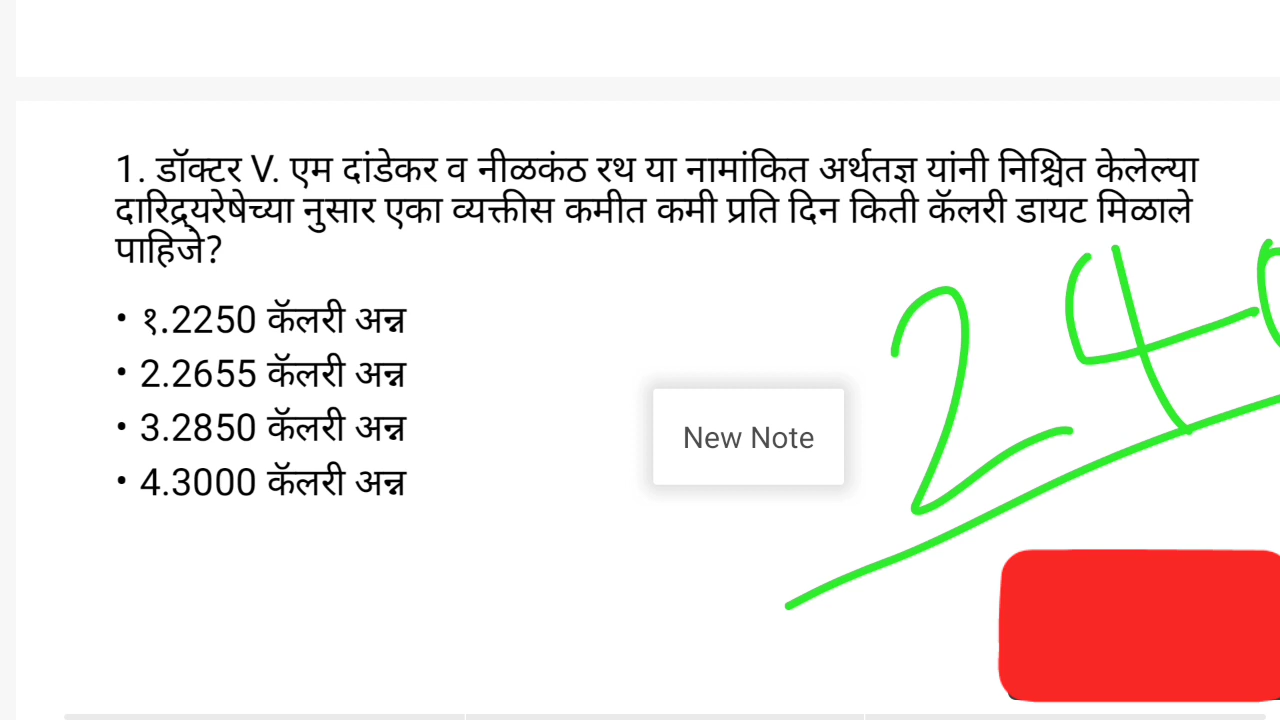 1. डॉक्टर V. एम दांडेकर व नीळकंठ रथ या नामांकित अर्थतज्ञ यांनी निश्चित केलेल्या
दारिद्र्यरेषेच्या नुसार एका व्यक्तीस कमीत कमी प्रति दिन किती कॅलरी डायट मिळाले
पाहिजे?
• १.2250 कॅलरी अन्न
• 2.2655 कॅलरी अन्न
• 3.2850 कॅलरी अन्न
• 4.3000 कॅलरी अन्न
New Note
24